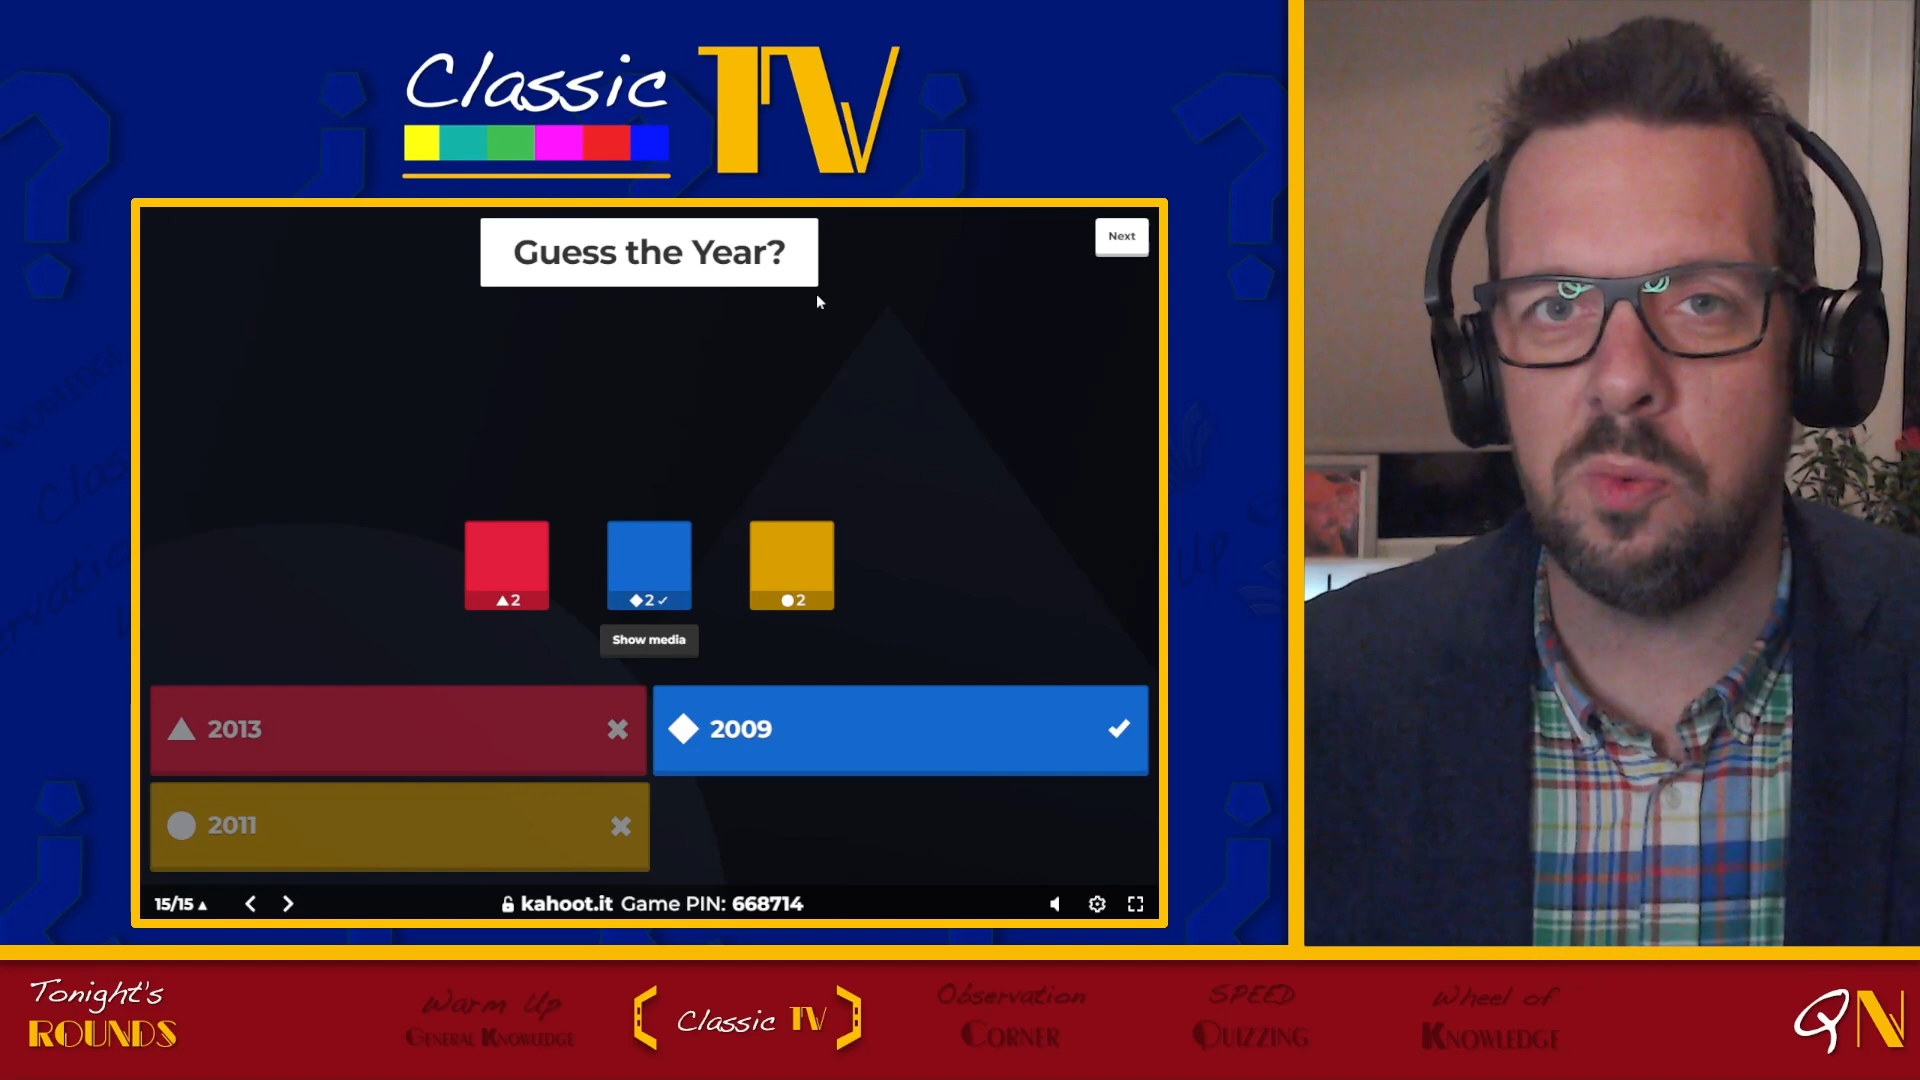 Classic TV
Guess the Year?
Next
2
2
2
Show media
2013
2009
2011
15/15
kahoot.it Game PIN: 668714
Tonight's
ROUNDS
Warm Up
GENERAL KNOWLEDGE
Classic TV
Observation
CORNER
SPEED
QUIZZING
Wheel of
KNOWLEDGE
QN